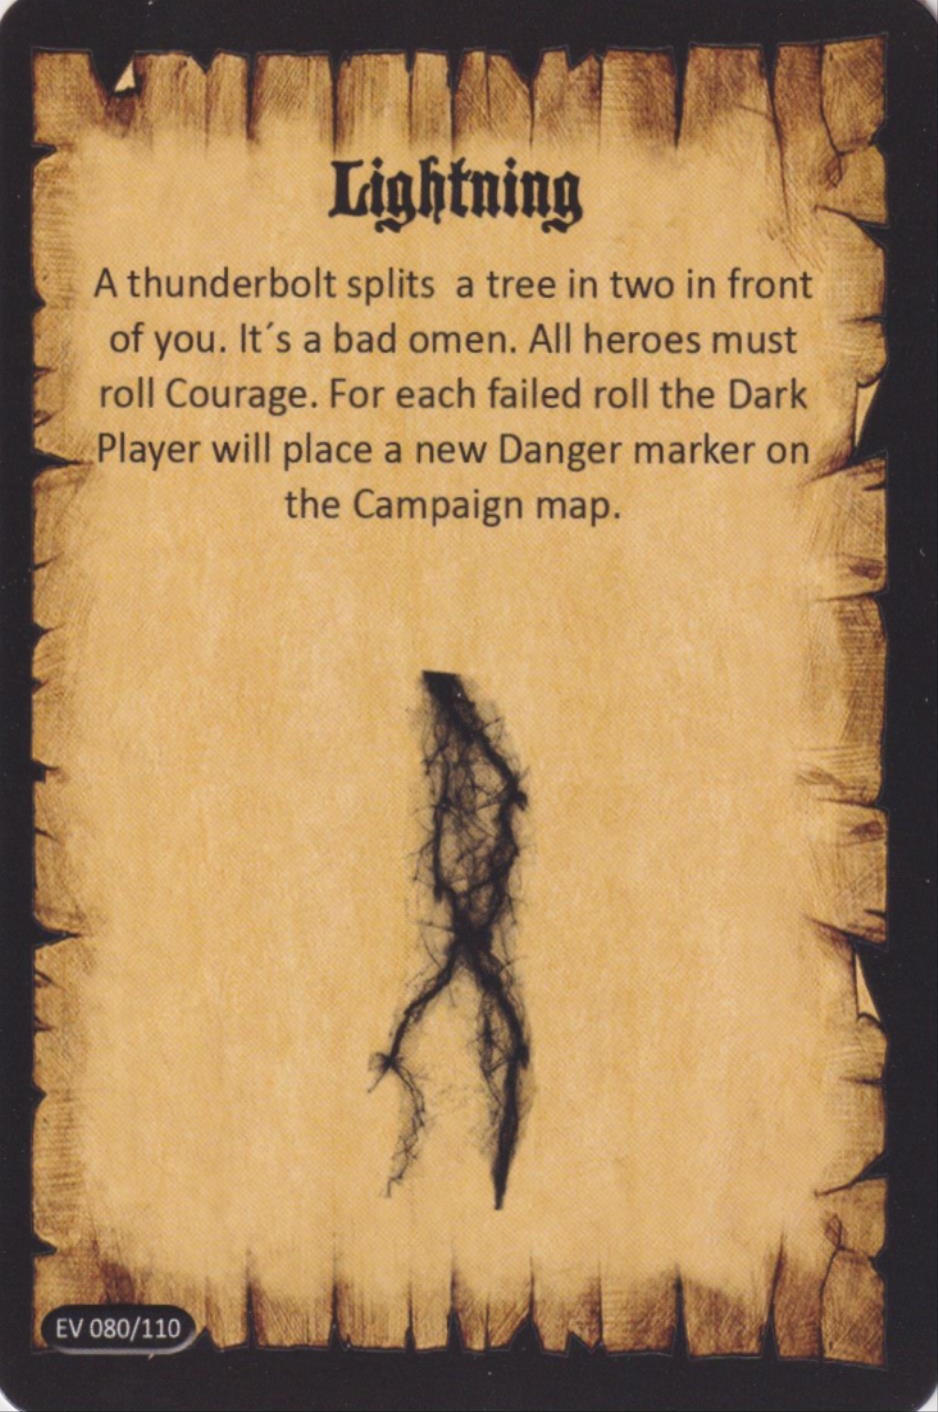 Lightning
A thunderbolt splits  a tree in two in front
of you. It´s a bad omen. All heroes must
roll Courage. For each failed roll the Dark
Player will place a new Danger marker on
the Campaign map.
EV 080/110